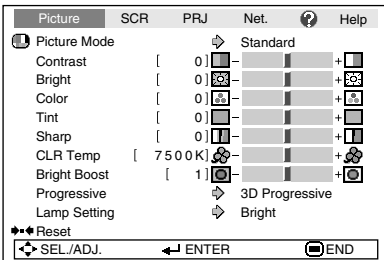 Picture SCR PRJ Net. ? Help
Picture Mode Standard
Contrast [ 0] - +
Bright [ 0] - +
Color [ 0] - +
Tint [ 0] - +
Sharp [ 0] - +
CLR Temp [ 7500K] - +
Bright Boost [ 1] - +
Progressive 3D Progressive
Lamp Setting Bright
Reset
SEL./ADJ. ENTER END